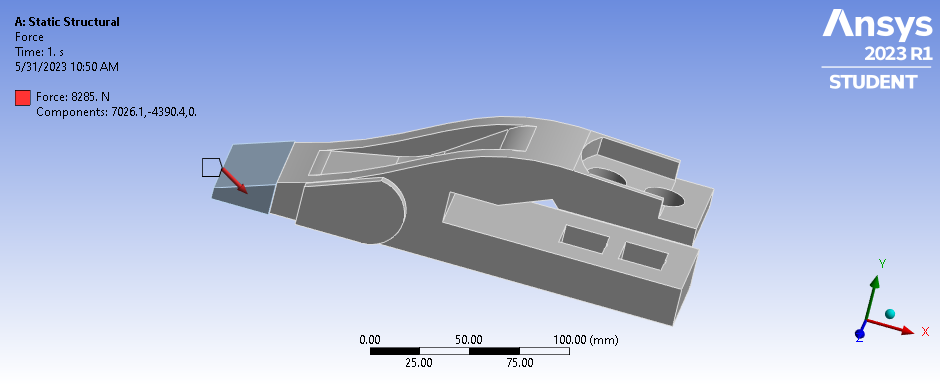 A: Static Structural
Force
Time: 1. s
5/31/2023 10:50 AM
Force: 8285. N
Components: 7026.1,-4390.4,0.
Ansys
2023 R1
STUDENT
0.00 50.00 100.00 (mm)
25.00 75.00
Y
X
Z